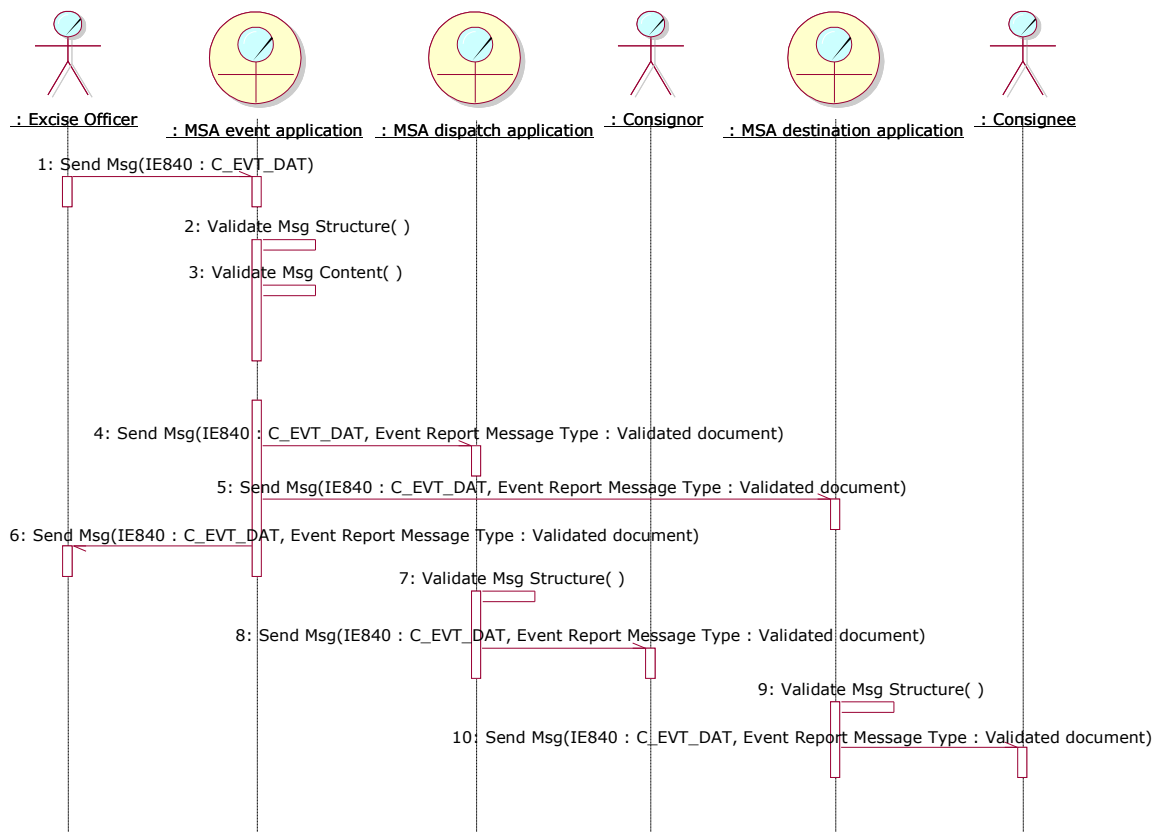 : Excise Officer
: MSA event application
: MSA dispatch application
: Consignor
: MSA destination application
: Consignee
1: Send Msg(IE840 : C_EVT_DAT)
2: Validate Msg Structure( )
3: Validate Msg Content( )
4: Send Msg(IE840 : C_EVT_DAT, Event Report Message Type : Validated document)
5: Send Msg(IE840 : C_EVT_DAT, Event Report Message Type : Validated document)
6: Send Msg(IE840 : C_EVT_DAT, Event Report Message Type : Validated document)
7: Validate Msg Structure( )
8: Send Msg(IE840 : C_EVT_DAT, Event Report Message Type : Validated document)
9: Validate Msg Structure( )
10: Send Msg(IE840 : C_EVT_DAT, Event Report Message Type : Validated document)